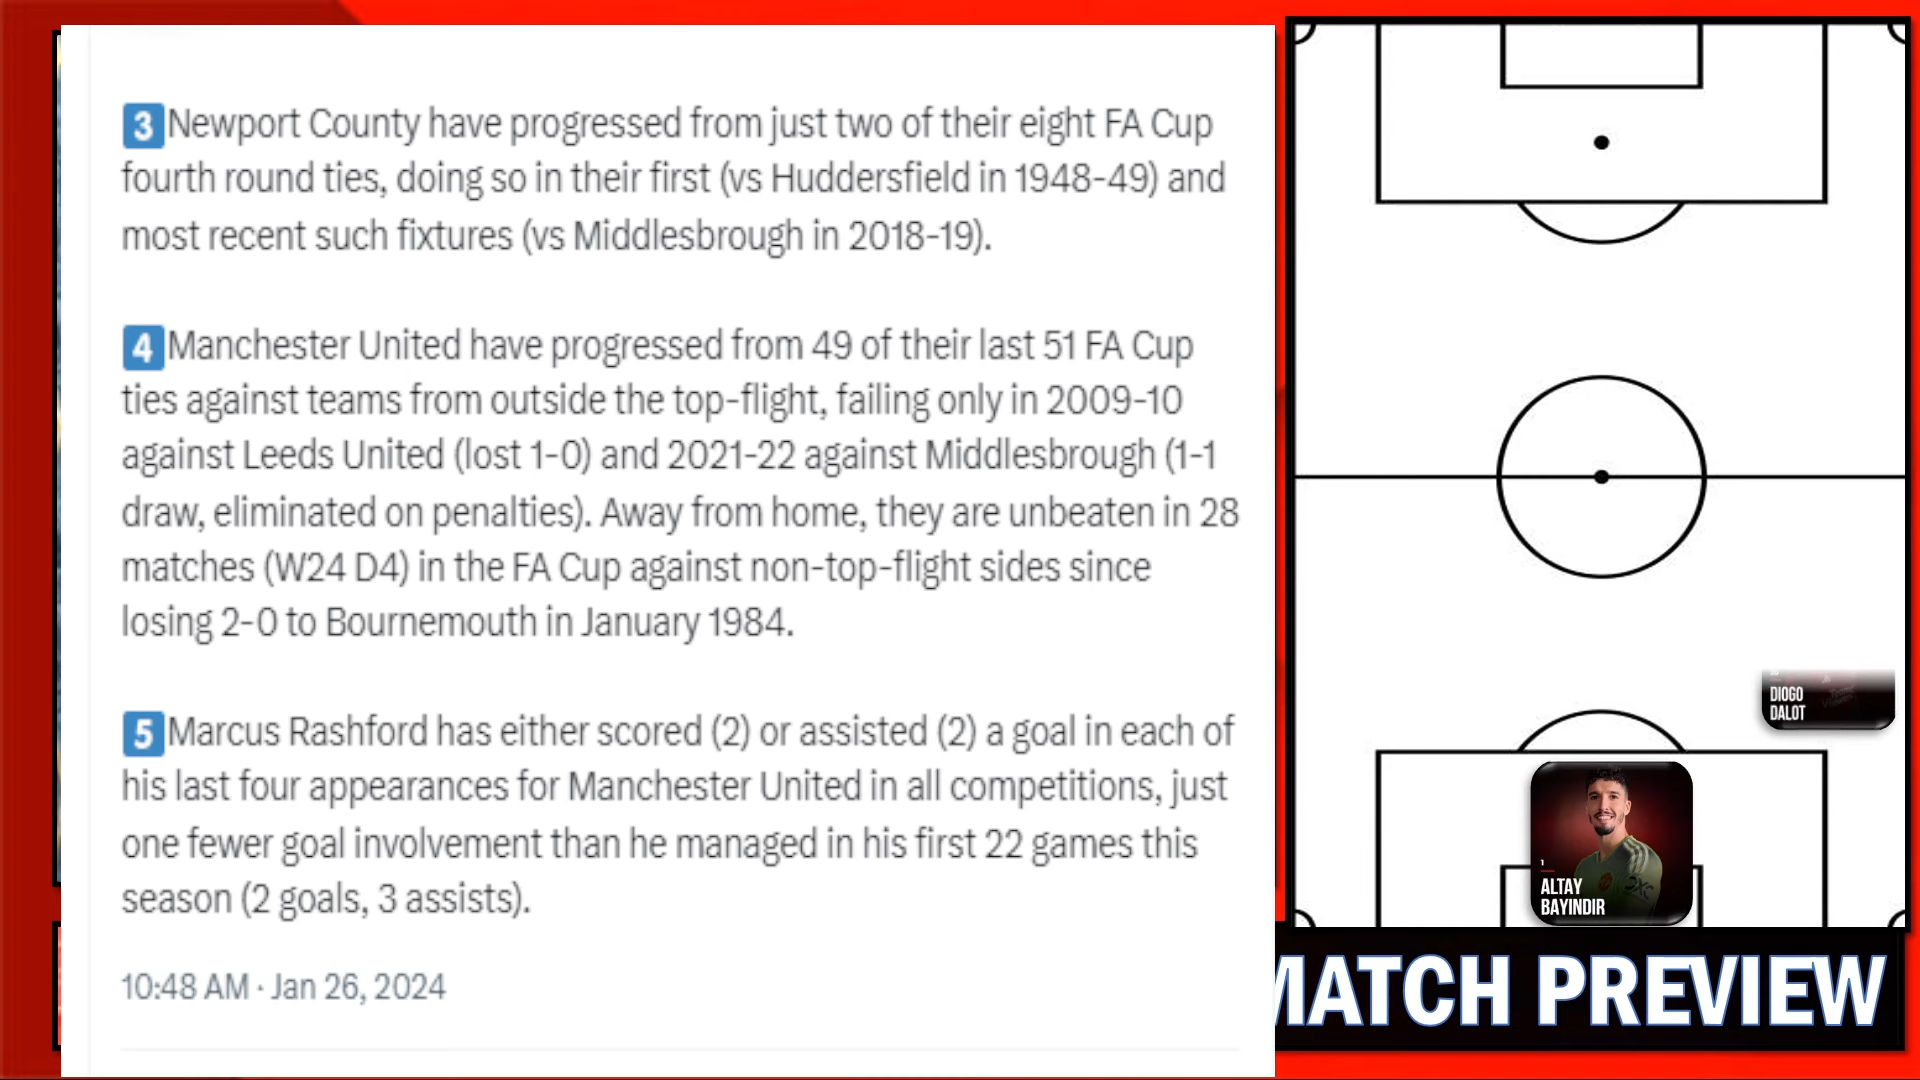 3 Newport County have progressed from just two of their eight FA Cup
fourth round ties, doing so in their first (vs Huddersfield in 1948-49) and
most recent such fixtures (vs Middlesbrough in 2018-19).
4 Manchester United have progressed from 49 of their last 51 FA Cup
ties against teams from outside the top-flight, failing only in 2009-10
against Leeds United (lost 1-0) and 2021-22 against Middlesbrough (1-1
draw, eliminated on penalties). Away from home, they are unbeaten in 28
matches (W24 D4) in the FA Cup against non-top-flight sides since
losing 2-0 to Bournemouth in January 1984.
5 Marcus Rashford has either scored (2) or assisted (2) a goal in each of
his last four appearances for Manchester United in all competitions, just
one fewer goal involvement than he managed in his first 22 games this
season (2 goals, 3 assists).
10:48 AM · Jan 26, 2024
DIOGO
DALOT
1
ALTAY
BAYINDIR
MATCH PREVIEW